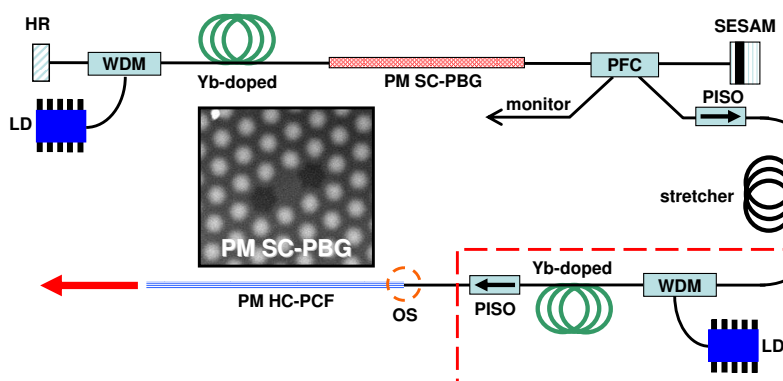 HR
WDM
Yb-doped
PM SC-PBG
PFC
SESAM
LD
monitor
PISO
stretcher
PM SC-PBG
PM HC-PCF
OS
PISO
Yb-doped
WDM
LD